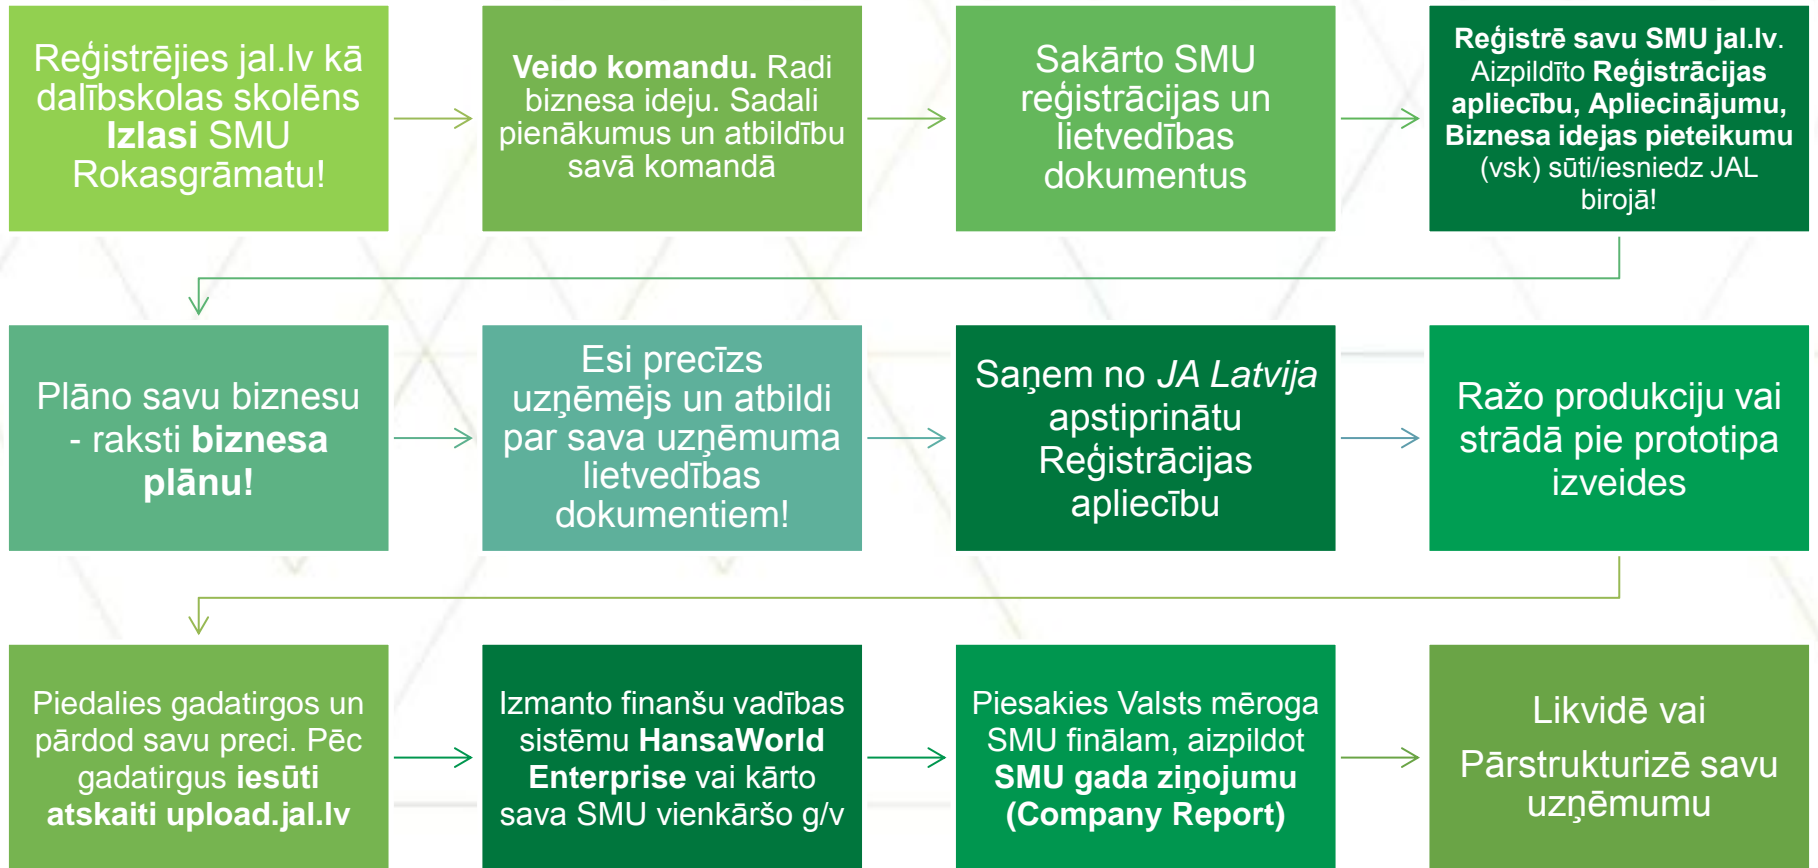 Reģistrējies jal.lv kā
dalībskolas skolēns
Izlasi SMU
Rokasgrāmatu!
Veido komandu. Radi
biznesa ideju. Sadali
pienākumus un atbildību
savā komandā
Sakārto SMU
reģistrācijas un
lietvedības
dokumentus
Reģistrē savu SMU jal.lv.
Aizpildīto Reģistrācijas
apliecību, Apliecinājumu,
Biznesa idejas pieteikumu
(vsk) sūti/iesniedz JAL
birojā!
Plāno savu biznesu
- raksti biznesa
plānu!
Esi precīzs
uzņēmējs un atbildi
par sava uzņēmuma
lietvedības
dokumentiem!
Saņem no JA Latvija
apstiprinātu
Reģistrācijas
apliecību
Ražo produkciju vai
strādā pie prototipa
izveides
Piedalies gadatirgos un
pārdod savu preci. Pēc
gadatirgus iesūti
atskaiti upload.jal.lv
Izmanto finanšu vadības
sistēmu HansaWorld
Enterprise vai kārto
sava SMU vienkāršo g/v
Piesakies Valsts mēroga
SMU finālam, aizpildot
SMU gada ziņojumu
(Company Report)
Likvidē vai
Pārstrukturizē savu
uzņēmumu